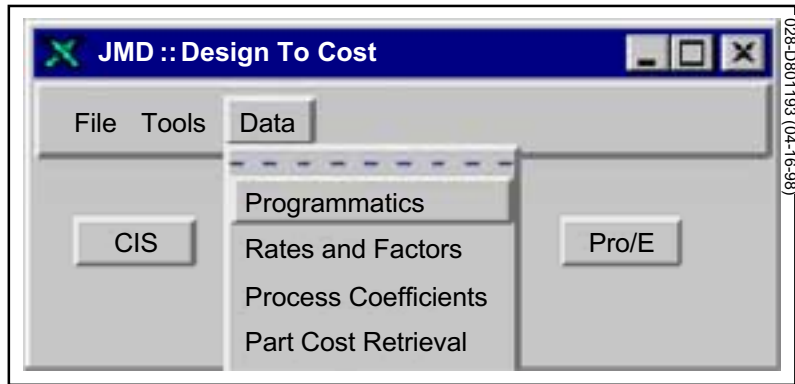 JMD :: Design To Cost
File Tools Data
Programmatics
CIS
Rates and Factors
Pro/E
Process Coefficients
Part Cost Retrieval
028-D801193 (04-16-98)